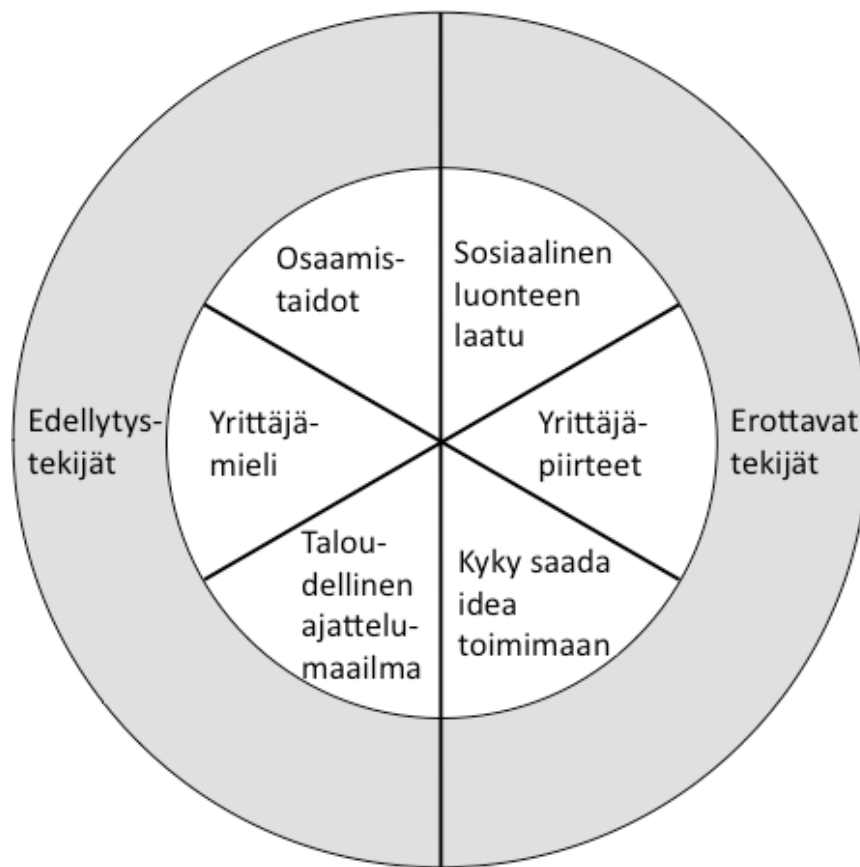 Osaamis-
taidot
Sosiaalinen
luonteen
laatu
Edellytys-
tekijät
Yrittäjä-
mieli
Yrittäjä-
piirteet
Erottavat
tekijät
Talou-
dellinen
ajattelu-
maailma
Kyky saada
idea
toimimaan